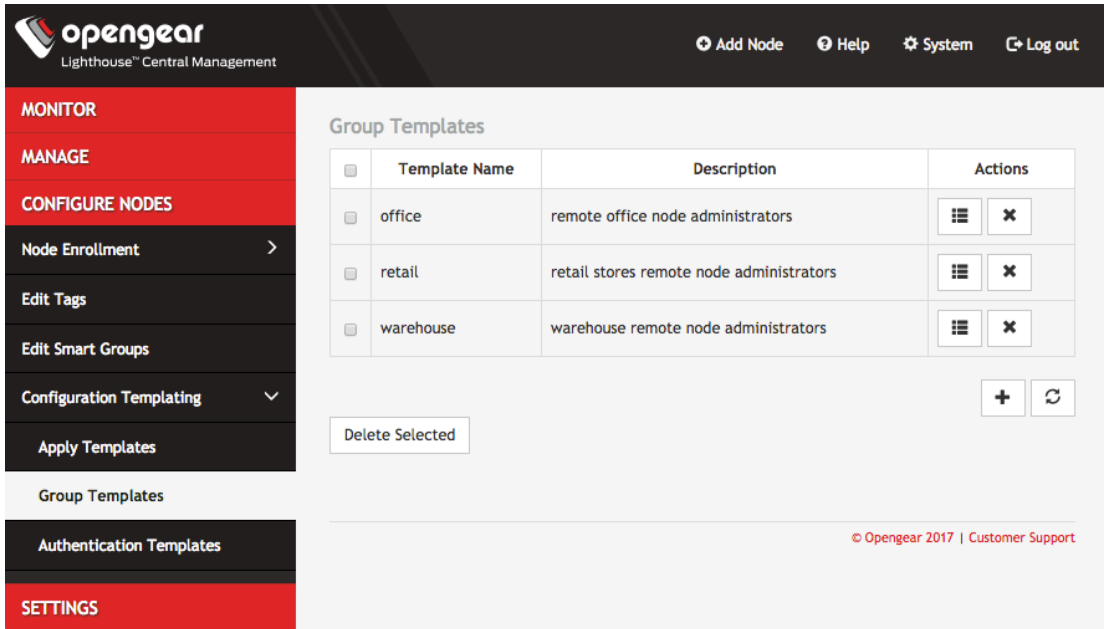 opengear
Lighthouse™ Central Management
Add Node Help System Log out
MONITOR
MANAGE
CONFIGURE NODES
Node Enrollment
Edit Tags
Edit Smart Groups
Configuration Templating
Apply Templates
Group Templates
Authentication Templates
SETTINGS
Group Templates
Template Name Description Actions
office remote office node administrators
retail retail stores remote node administrators
warehouse warehouse remote node administrators
Delete Selected
© Opengear 2017 | Customer Support